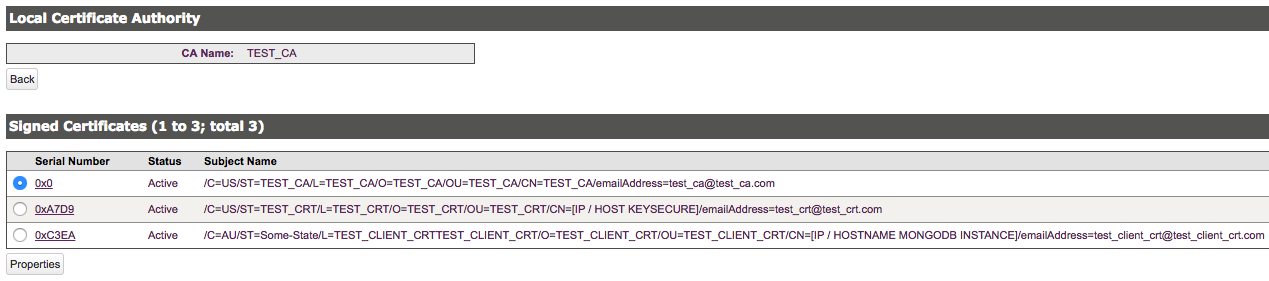 Local Certificate Authority
CA Name: TEST_CA
Back
Signed Certificates (1 to 3; total 3)
Serial Number Status Subject Name
0x0 Active /C=US/ST=TEST_CA/L=TEST_CA/O=TEST_CA/OU=TEST_CA/CN=TEST_CA/emailAddress=test_ca@test_ca.com
0xA7D9 Active /C=US/ST=TEST_CRT/L=TEST_CRT/O=TEST_CRT/OU=TEST_CRT/CN=[IP / HOST KEYSECURE]/emailAddress=test_crt@test_crt.com
0xC3EA Active /C=AU/ST=Some-State/L=TEST_CLIENT_CRTTEST_CLIENT_CRT/O=TEST_CLIENT_CRT/OU=TEST_CLIENT_CRT/CN=[IP / HOSTNAME MONGODB INSTANCE]/emailAddress=test_client_crt@test_client_crt.com
Properties